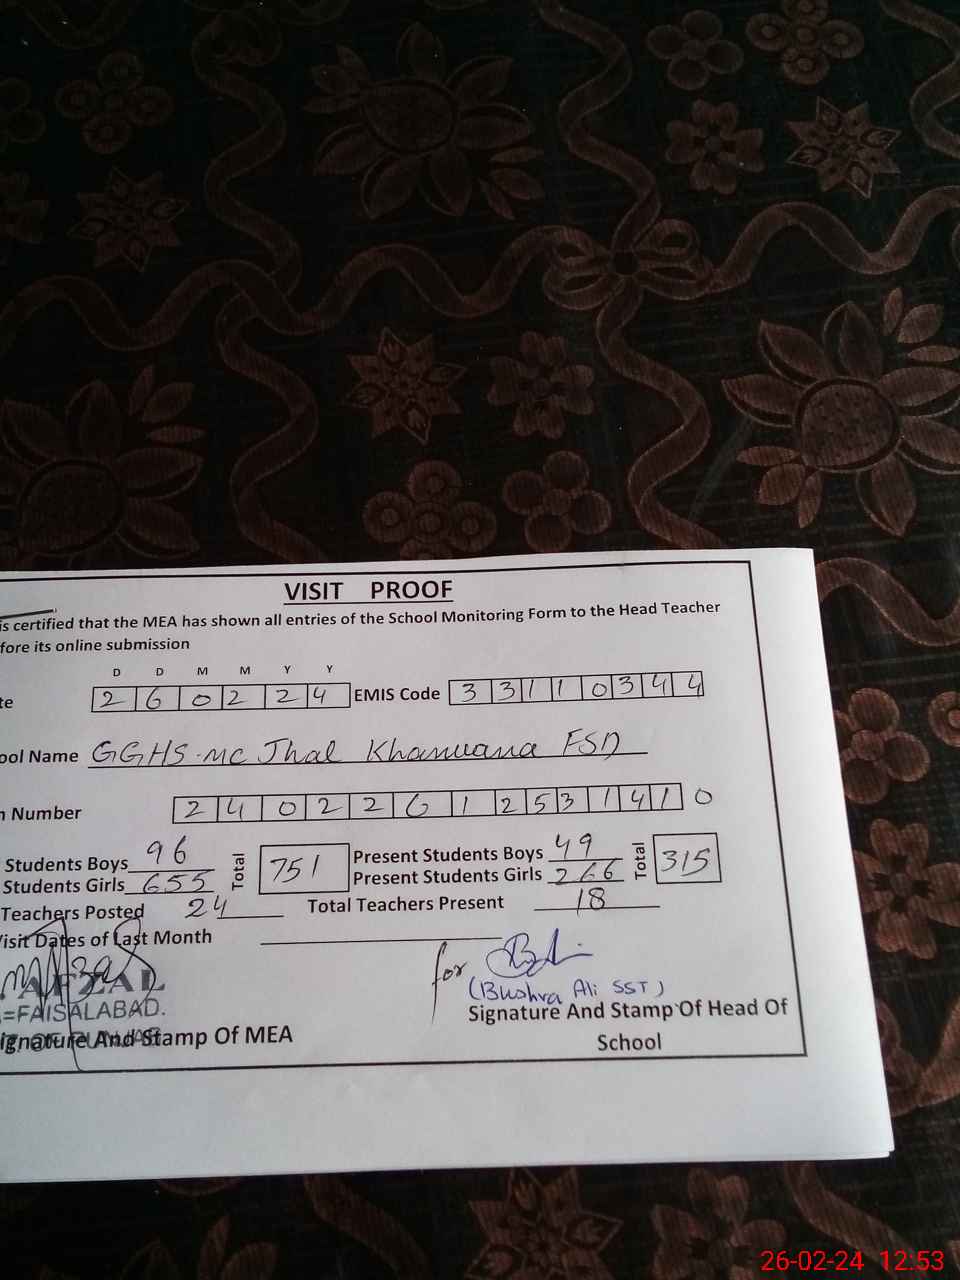 VISIT PROOF
is certified that the MEA has shown all entries of the School Monitoring Form to the Head Teacher
fore its online submission
D D M M Y Y
te 2 6 0 2 2 4 EMIS Code 3 3 1 1 0 3 4 4
ool Name GGHS-mc Jhal Khanuana FSD
n Number 2 4 0 2 2 6 1 2 5 3 1 4 1 0
Students Boys 96 Total 751 Present Students Boys 49 Total 315
Students Girls 655 Present Students Girls 266
Teachers Posted 24 Total Teachers Present 18
isit Dates of Last Month
AFZAL for
=FAISALABAD. (Bushra Ali SST)
ignature And Stamp Of MEA Signature And Stamp Of Head Of
School
26-02-24 12:53